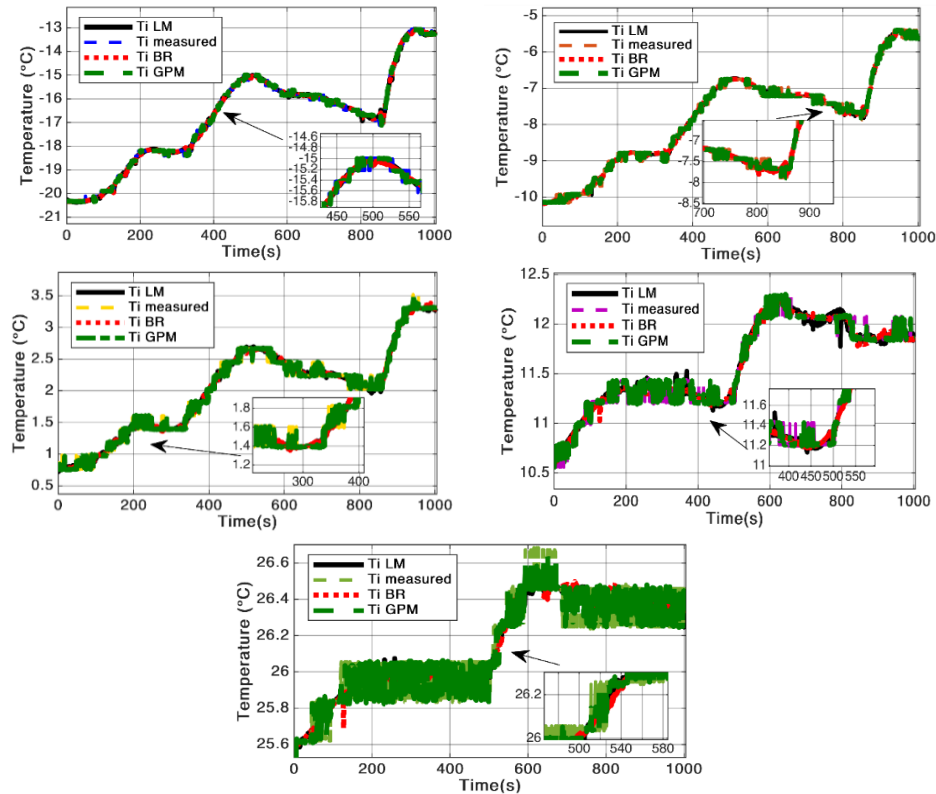 Ti LM
Ti measured
Ti BR
Ti GPM
Temperature (°C)
-13
-14
-15
-16
-17
-18
-19
-20
-21
-14.6
-14.8
-15
-15.2
-15.4
-15.6
-15.8
450 500 550
0 200 400 600 800 1000
Time(s)
Ti LM
Ti measured
Ti BR
Ti GPM
Temperature (°C)
-5
-6
-7
-8
-9
-10
-7
-7.5
-8
-8.5
700 800 900
0 200 400 600 800 1000
Time(s)
Ti LM
Ti measured
Ti BR
Ti GPM
Temperature (°C)
3.5
3
2.5
2
1.5
1
0.5
1.8
1.6
1.4
1.2
300 400
0 200 400 600 800 1000
Time(s)
Ti LM
Ti measured
Ti BR
Ti GPM
Temperature (°C)
12.5
12
11.5
11
10.5
11.6
11.4
11.2
11
400 450 500 550
0 200 400 600 800 1000
Time(s)
Ti LM
Ti measured
Ti BR
Ti GPM
Temperature (°C)
26.6
26.4
26.2
26
25.8
25.6
26.2
26
500 540 580
0 200 400 600 800 1000
Time(s)